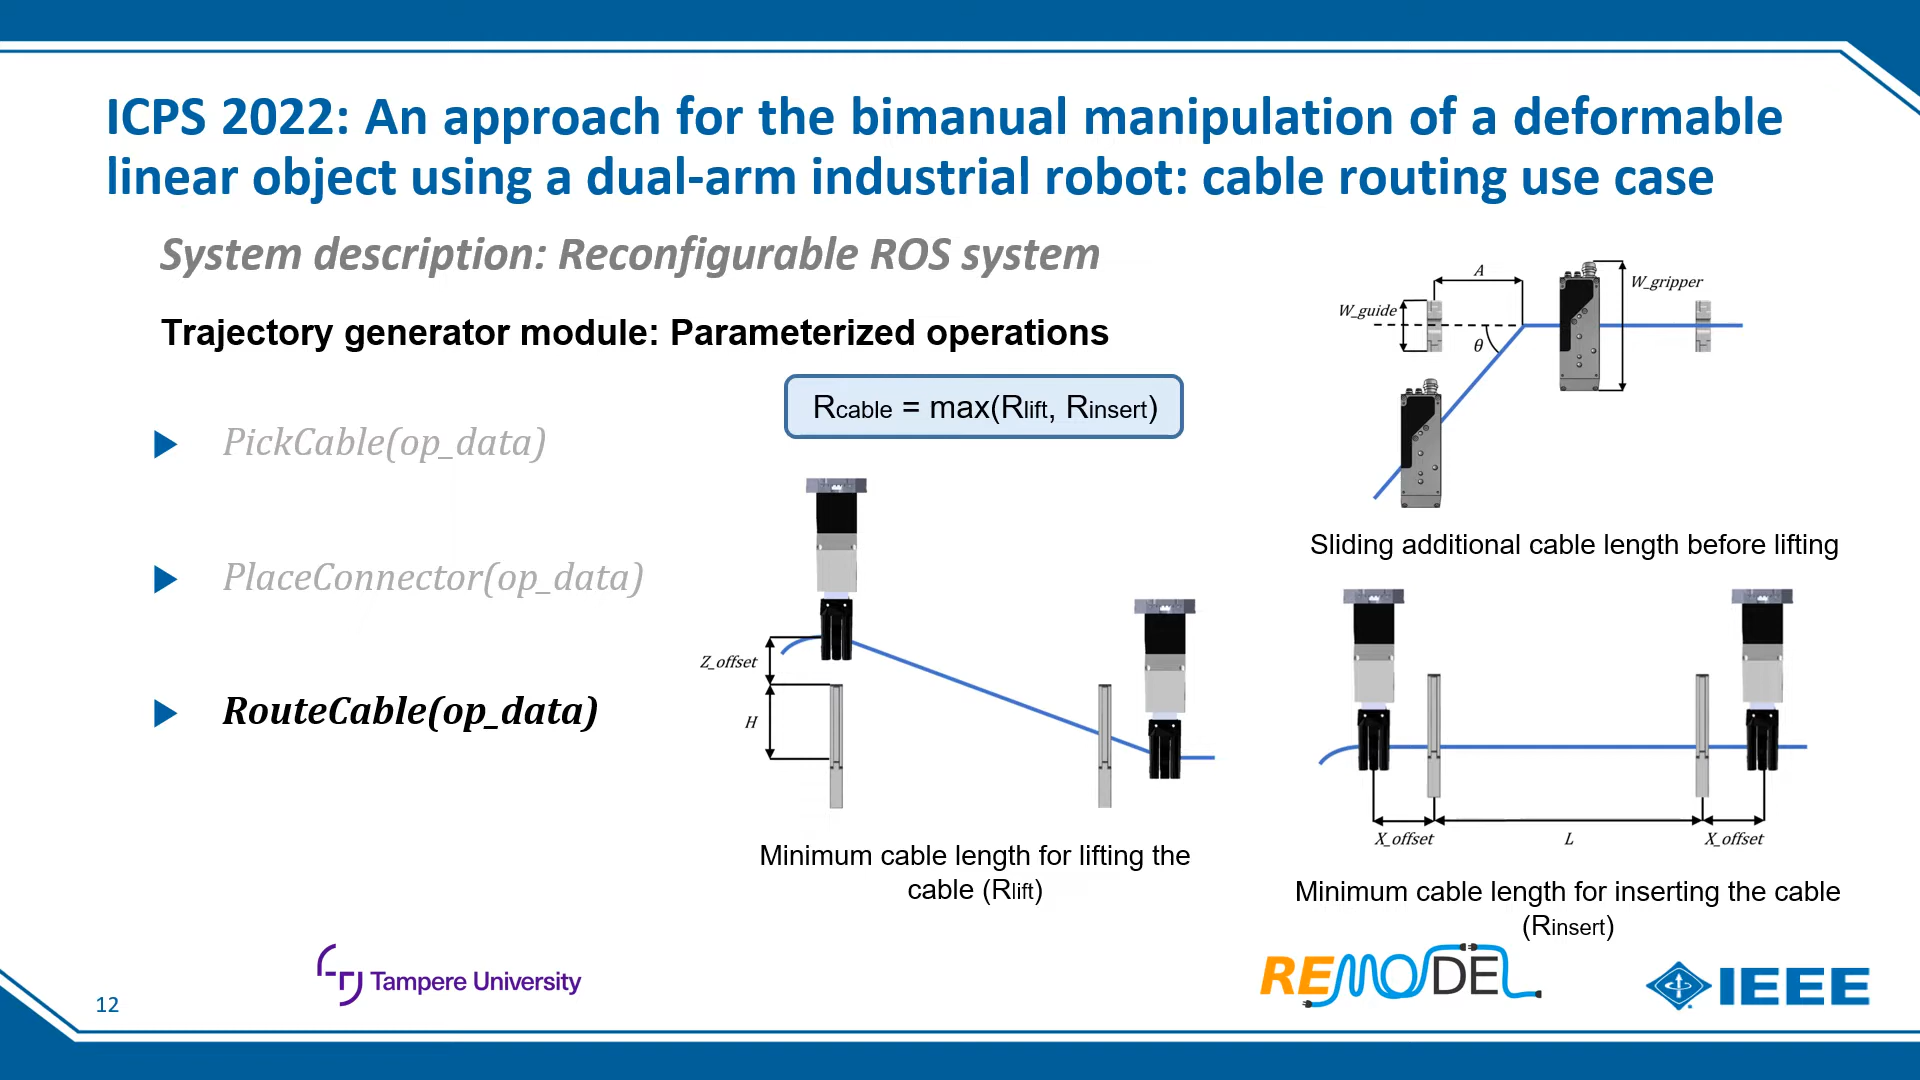 ICPS 2022: An approach for the bimanual manipulation of a deformable
linear object using a dual-arm industrial robot: cable routing use case
System description: Reconfigurable ROS system
Trajectory generator module: Parameterized operations
PickCable(op_data)
PlaceConnector(op_data)
RouteCable(op_data)
Rcable = max(Rlift, Rinsert)
Z_offset
H
Minimum cable length for lifting the
cable (Rlift)
A
W_gripper
W_guide
θ
Sliding additional cable length before lifting
X_offset
L
X_offset
Minimum cable length for inserting the cable
(Rinsert)
12
Tampere University
REMODEL
IEEE